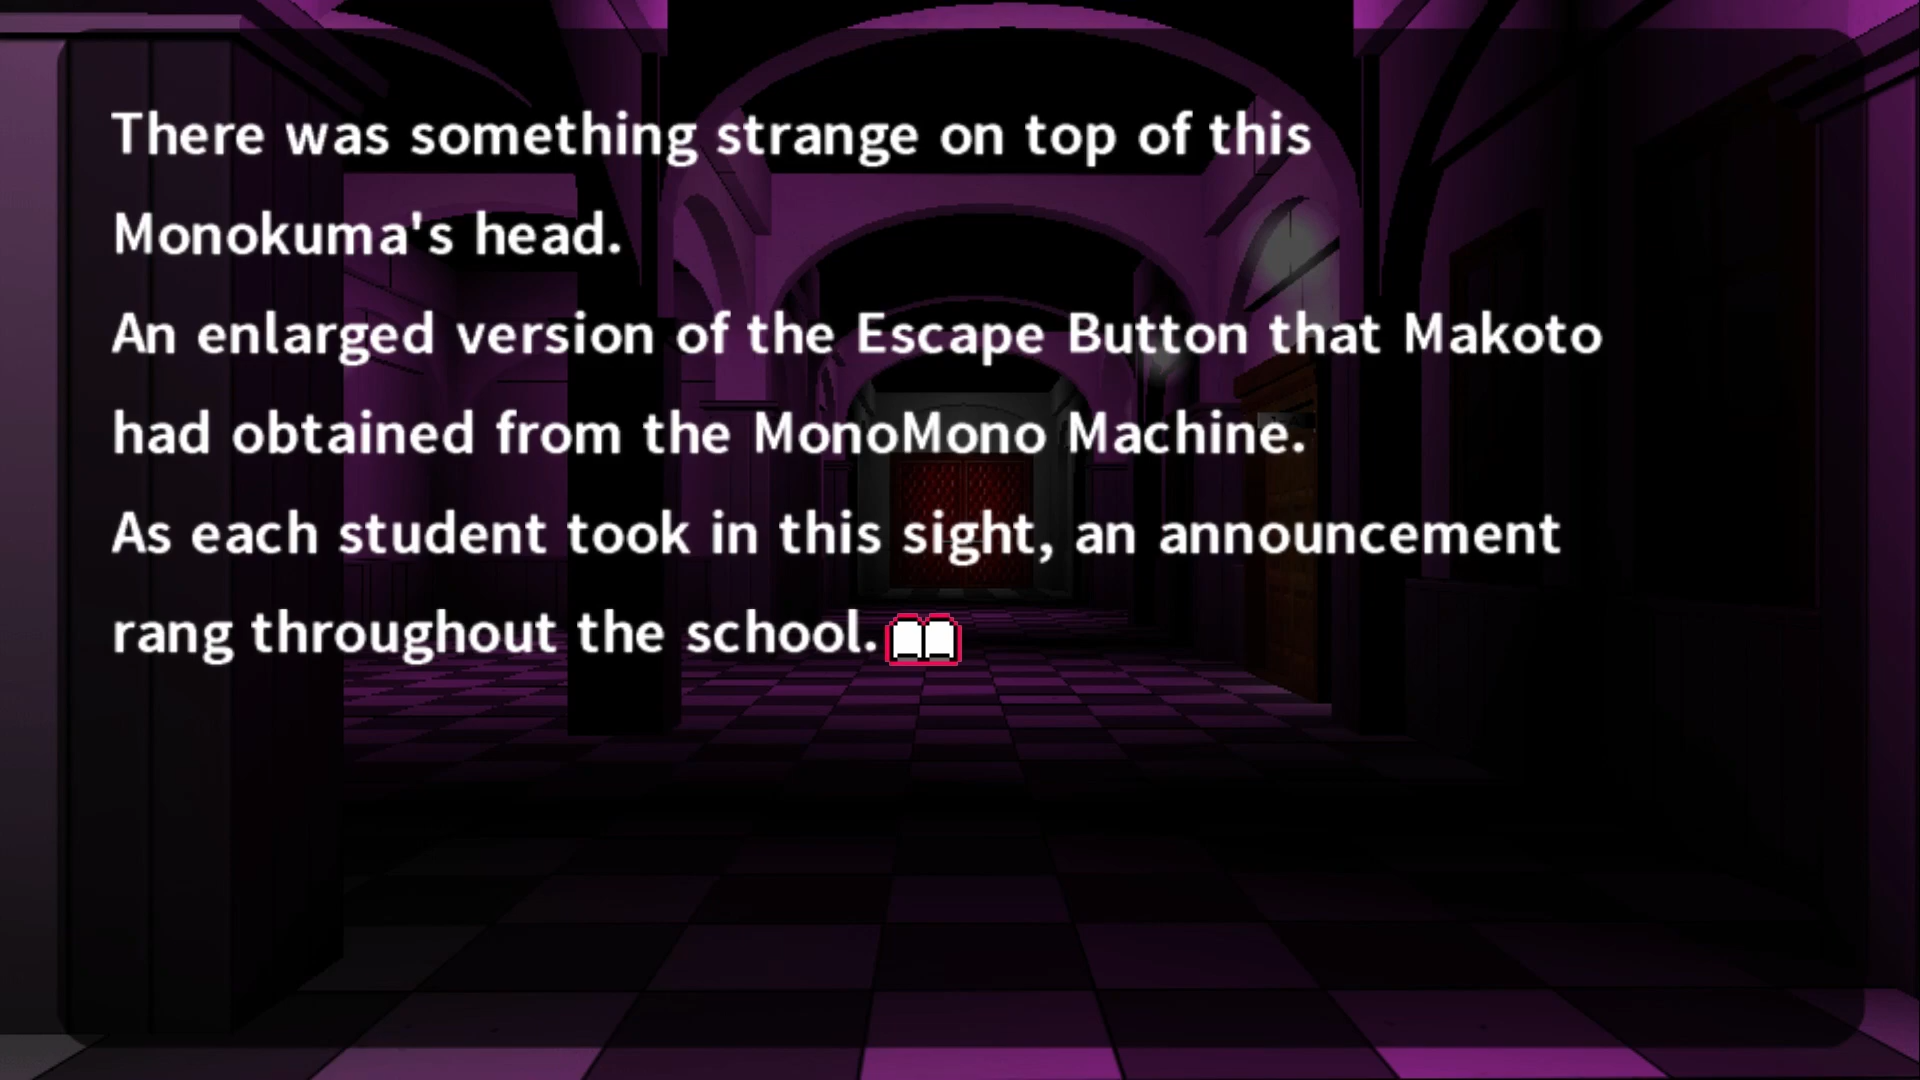 There was something strange on top of this
Monokuma's head.
An enlarged version of the Escape Button that Makoto
had obtained from the MonoMono Machine.
As each student took in this sight, an announcement
rang throughout the school.